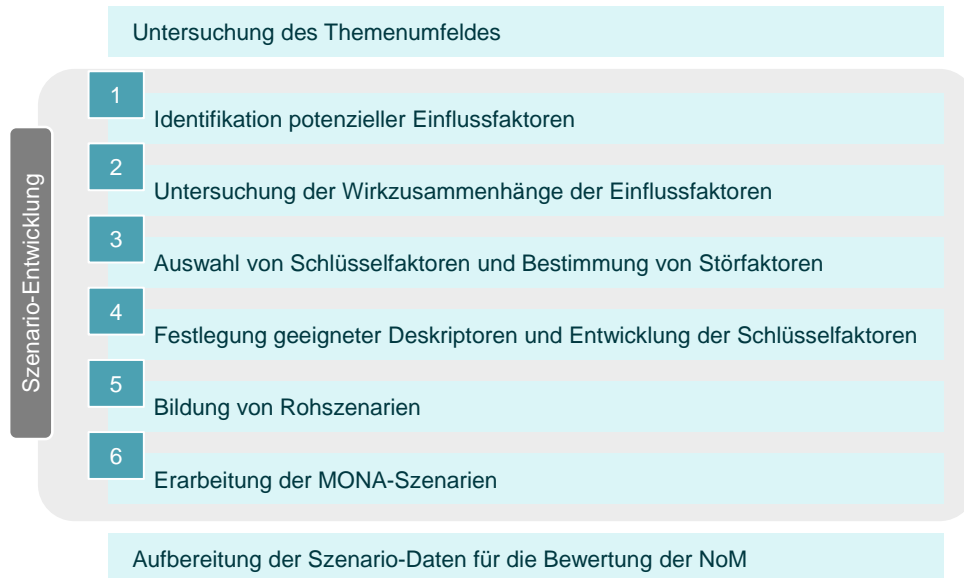 Untersuchung des Themenumfeldes
Szenario-Entwicklung
1
Identifikation potenzieller Einflussfaktoren
2
Untersuchung der Wirkzusammenhänge der Einflussfaktoren
3
Auswahl von Schlüsselfaktoren und Bestimmung von Störfaktoren
4
Festlegung geeigneter Deskriptoren und Entwicklung der Schlüsselfaktoren
5
Bildung von Rohszenarien
6
Erarbeitung der MONA-Szenarien
Aufbereitung der Szenario-Daten für die Bewertung der NoM